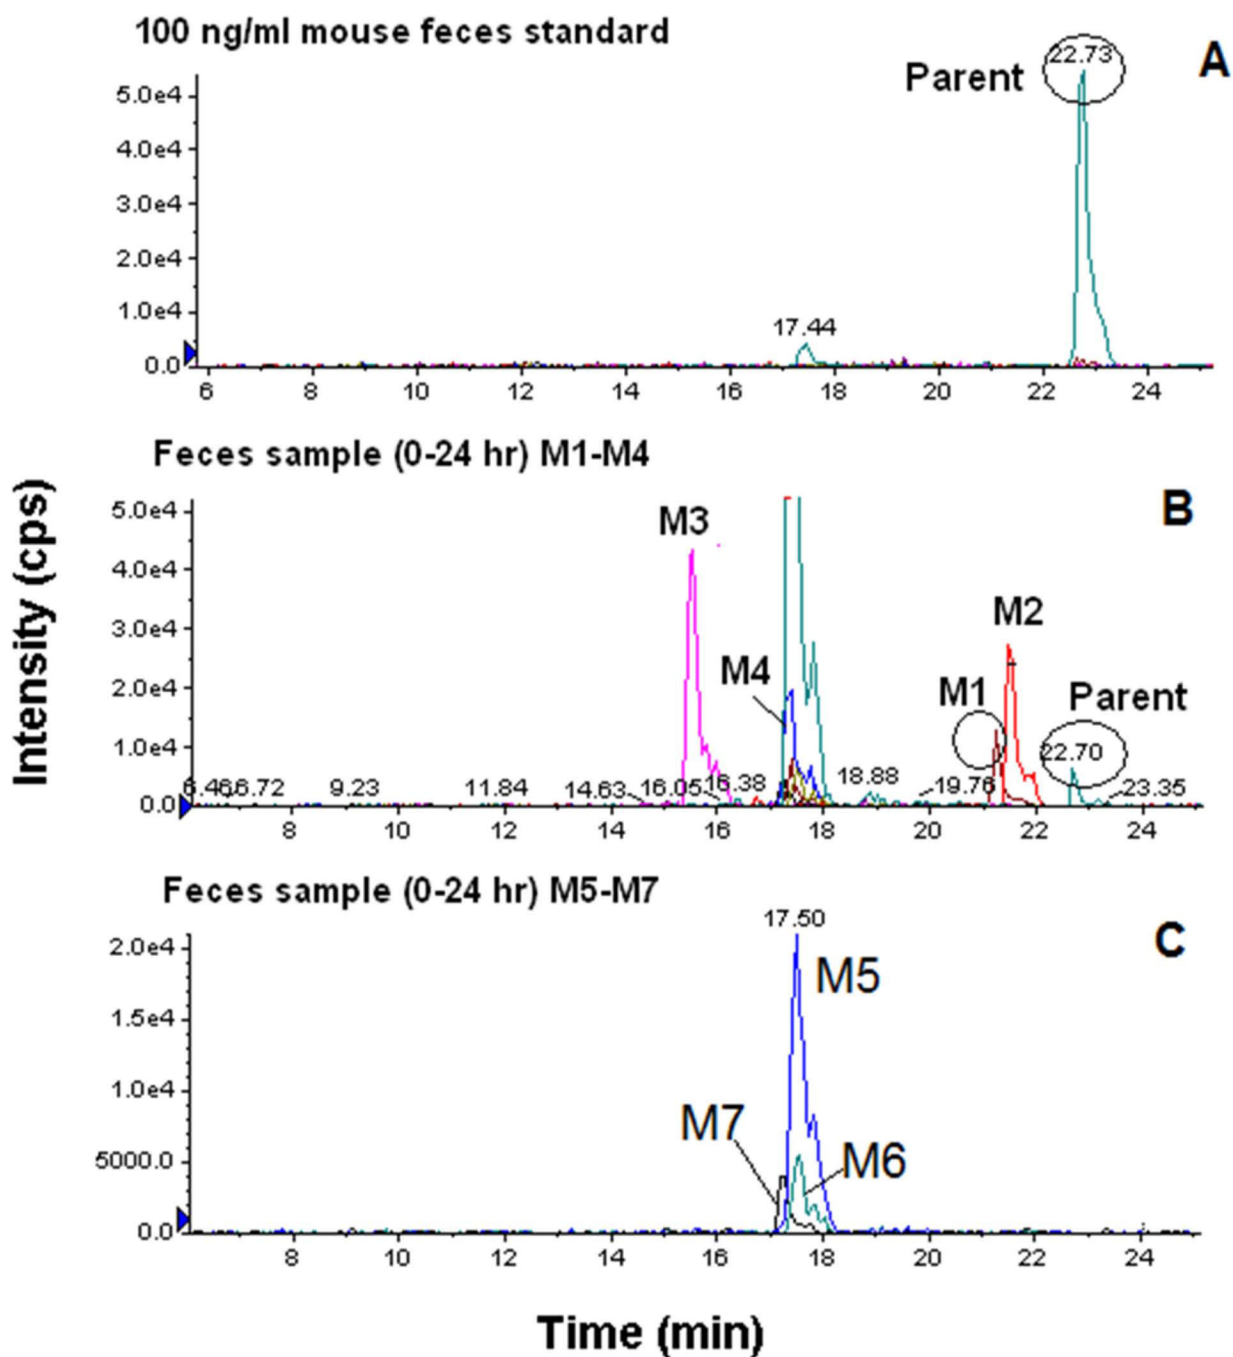 100 ng/ml mouse feces standard
A
Parent
22.73
5.0e4
4.0e4
3.0e4
2.0e4
1.0e4
0.0
17.44
6 8 10 12 14 16 18 20 22 24
Feces sample (0-24 hr) M1-M4
B
5.0e4
4.0e4
3.0e4
2.0e4
1.0e4
0.0
M3
M4
M2
M1
Parent
22.70
9.23
11.84
14.63
16.05
18.88
19.76
23.35
8 10 12 14 16 18 20 22 24
Feces sample (0-24 hr) M5-M7
C
2.0e4
1.5e4
1.0e4
5000.0
0.0
17.50
M5
M7
M6
8 10 12 14 16 18 20 22 24
Intensity (cps)
Time (min)